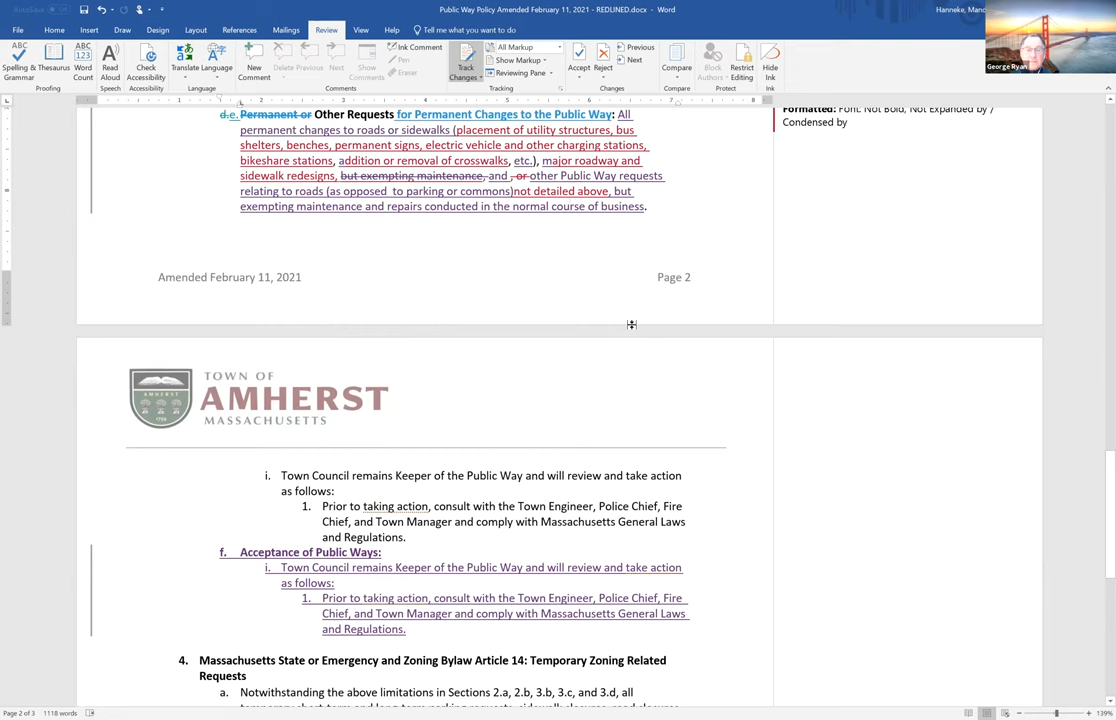 AutoSave Off
Public Way Policy Amended February 11, 2021 - REDLINED.docx - Word
Hanneke, Manc
File Home Insert Draw Design Layout References Mailings Review View Help Tell me what you want to do
Spelling & Grammar
Thesaurus
Word Count
Read Aloud
Check Accessibility
Translate
Language
New Comment
Delete
Previous
Next
Show Comments
Ink Comment
Pen
Eraser
Track Changes
All Markup
Show Markup
Reviewing Pane
Accept
Reject
Previous
Next
Compare
Block Authors
Restrict Editing
Hide Ink
Proofing Speech Accessibility Language Comments Tracking Changes Compare Protect Ink
George Ryan
1 2 3 4 5 6 7 8
Formatted: Font: Not Bold, Not Expanded by /
Condensed by
d.e. Permanent or Other Requests for Permanent Changes to the Public Way: All
permanent changes to roads or sidewalks (placement of utility structures, bus
shelters, benches, permanent signs, electric vehicle and other charging stations,
bikeshare stations, addition or removal of crosswalks, etc.), major roadway and
sidewalk redesigns, but exempting maintenance, and , or other Public Way requests
relating to roads (as opposed to parking or commons)not detailed above, but
exempting maintenance and repairs conducted in the normal course of business.
Amended February 11, 2021 Page 2
TOWN OF
AMHERST
MASSACHUSETTS
i. Town Council remains Keeper of the Public Way and will review and take action
as follows:
1. Prior to taking action, consult with the Town Engineer, Police Chief, Fire
Chief, and Town Manager and comply with Massachusetts General Laws
and Regulations.
f. Acceptance of Public Ways:
i. Town Council remains Keeper of the Public Way and will review and take action
as follows:
1. Prior to taking action, consult with the Town Engineer, Police Chief, Fire
Chief, and Town Manager and comply with Massachusetts General Laws
and Regulations.
4. Massachusetts State or Emergency and Zoning Bylaw Article 14: Temporary Zoning Related
Requests
a. Notwithstanding the above limitations in Sections 2.a, 2.b, 3.b, 3.c, and 3.d, all
Page 2 of 3 1118 words 139%